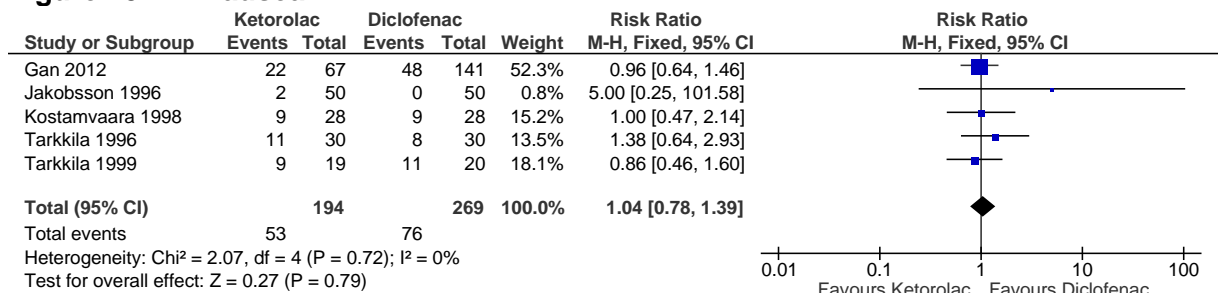 Ketorolac Diclofenac Risk Ratio Risk Ratio
Study or Subgroup Events Total Events Total Weight M-H, Fixed, 95% CI M-H, Fixed, 95% CI
Gan 2012 22 67 48 141 52.3% 0.96 [0.64, 1.46]
Jakobsson 1996 2 50 0 50 0.8% 5.00 [0.25, 101.58]
Kostamvaara 1998 9 28 9 28 15.2% 1.00 [0.47, 2.14]
Tarkkila 1996 11 30 8 30 13.5% 1.38 [0.64, 2.93]
Tarkkila 1999 9 19 11 20 18.1% 0.86 [0.46, 1.60]
Total (95% CI) 194 269 100.0% 1.04 [0.78, 1.39]
Total events 53 76
Heterogeneity: Chi² = 2.07, df = 4 (P = 0.72); I² = 0%
Test for overall effect: Z = 0.27 (P = 0.79)
0.01 0.1 1 10 100
Favours Ketorolac Favours Diclofenac